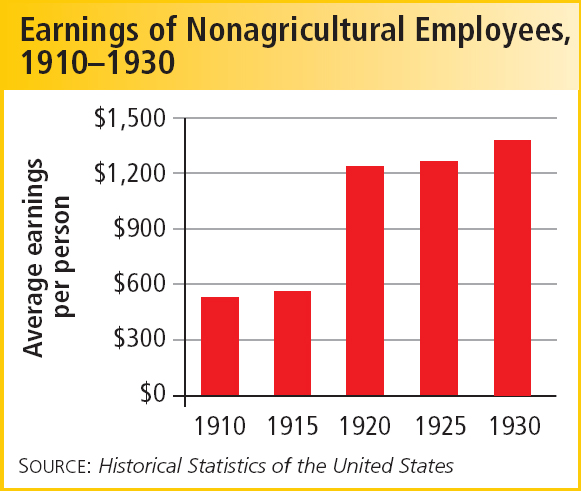 Earnings of Nonagricultural Employees,
1910–1930
Average earnings
per person
$1,500
$1,200
$900
$600
$300
$0
1910 1915 1920 1925 1930
SOURCE: Historical Statistics of the United States